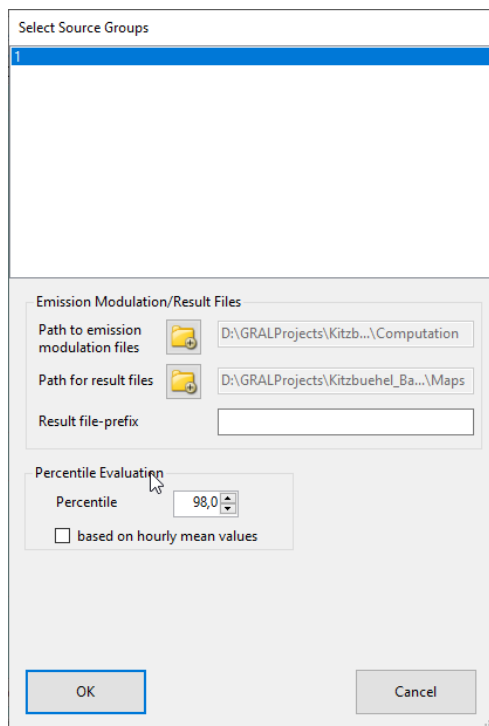 Select Source Groups
1
Emission Modulation/Result Files
Path to emission
modulation files
D:\GRALProjects\Kitzb...\Computation
Path for result files
D:\GRALProjects\Kitzbuehel_Ba...\Maps
Result file-prefix
Percentile Evaluation
Percentile
98,0
based on hourly mean values
OK
Cancel